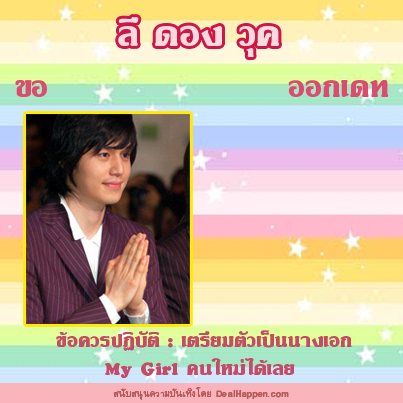 ลี ดอง วุค
ขอ ออกเดท
ข้อควรปฏิบัติ : เตรียมตัวเป็นนางเอก
My Girl คนใหม่ได้เลย
สนับสนุนความบันเทิงโดย DealHappen.com